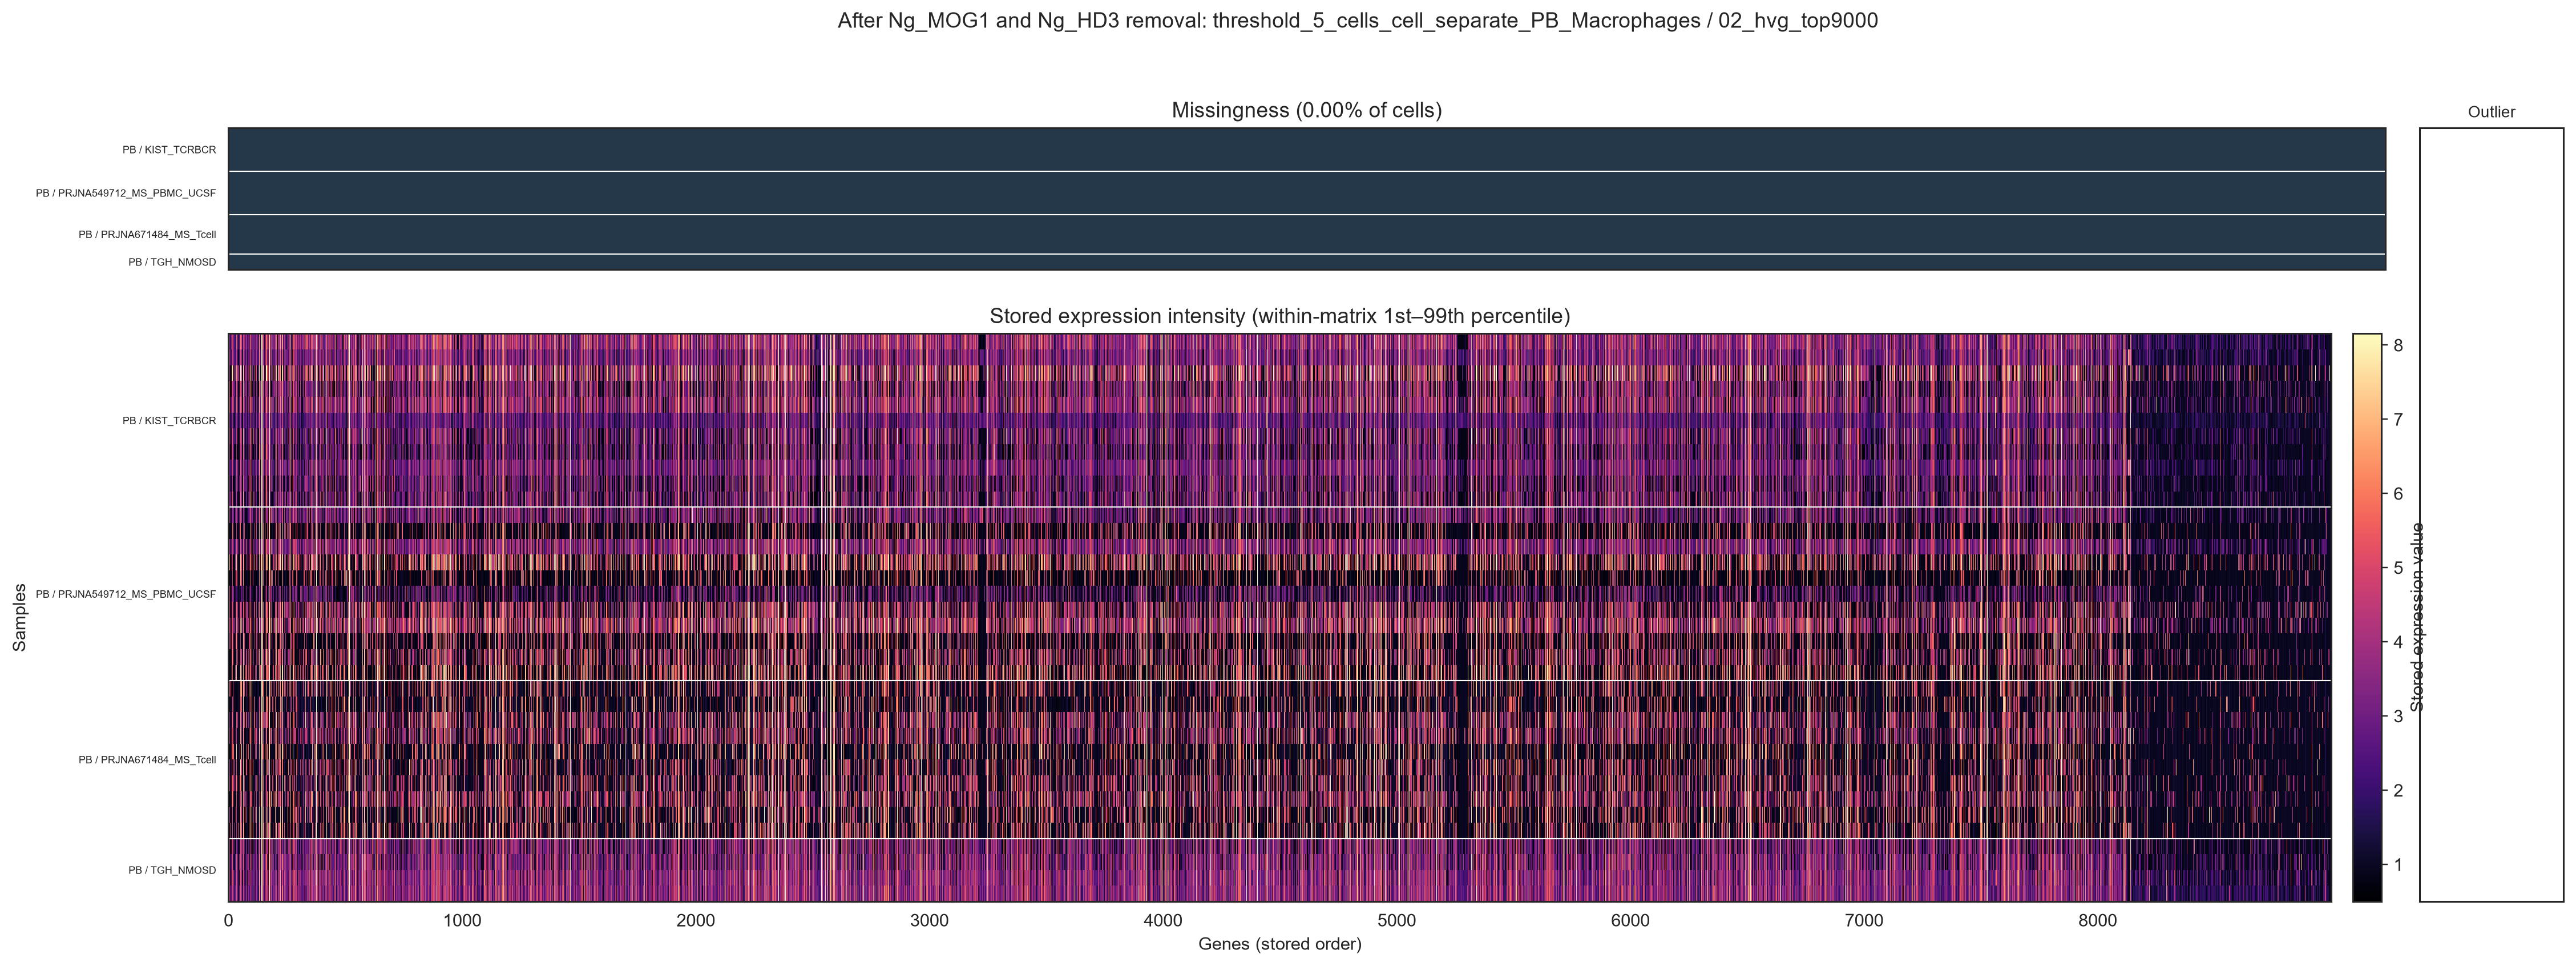 After Ng_MOG1 and Ng_HD3 removal: threshold_5_cells_cell_separate_PB_Macrophages / 02_hvg_top9000
Missingness (0.00% of cells)
Outlier
PB / KIST_TCRBCR
PB / PRJNA549712_MS_PBMC_UCSF
PB / PRJNA671484_MS_Tcell
PB / TGH_NMOSD
Stored expression intensity (within-matrix 1st–99th percentile)
Samples
PB / KIST_TCRBCR
PB / PRJNA549712_MS_PBMC_UCSF
PB / PRJNA671484_MS_Tcell
PB / TGH_NMOSD
8
7
6
5
4
3
2
1
Stored expression value
0 1000 2000 3000 4000 5000 6000 7000 8000
Genes (stored order)